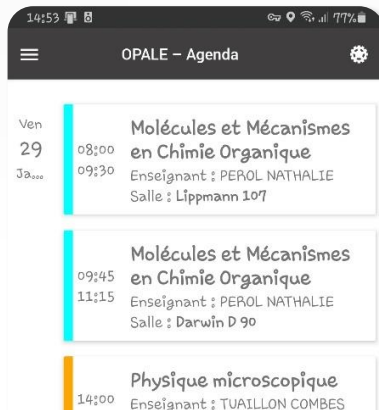 14:53 77%
OPALE – Agenda
Ven
29
Ja...
08:00
09:30
Molécules et Mécanismes
en Chimie Organique
Enseignant : PEROL NATHALIE
Salle : Lippmann 107
09:45
11:15
Molécules et Mécanismes
en Chimie Organique
Enseignant : PEROL NATHALIE
Salle : Darwin D 90
14:00
Physique microscopique
Enseignant : TUAILLON COMBES